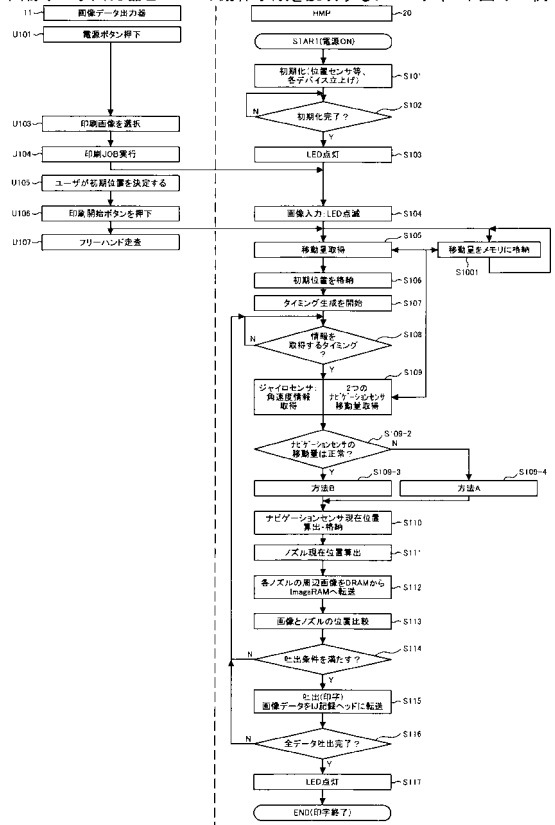 11
画像データ出力器
HMP
20
U101
電源ボタン押下
START(電源ON)
初期化(位置センサ等、
各デバイス立上げ)
S101
初期化完了?
S102
N
Y
U103
印刷画像を選択
U104
印刷JOB実行
LED点灯
S103
U105
ユーザが初期位置を決定する
U106
印刷開始ボタンを押下
画像入力:LED点滅
S104
U107
フリーハンド走査
移動量取得
S105
移動量をメモリに格納
S1001
初期位置を格納
S106
タイミング生成を開始
S107
情報を
取得するタイミング
?
S108
N
Y
ジャイロセンサ:
角速度情報
取得
2つの
ナビゲーションセンサ
移動量取得
S109
ナビゲーションセンサの
移動量は正常?
S109-2
N
Y
方法B
S109-3
方法A
S109-4
ナビゲーションセンサ現在位置
算出・格納
S110
ノズル現在位置算出
S111
各ノズルの周辺画像をDRAMから
ImageRAMへ転送
S112
画像とノズルの位置比較
S113
吐出条件を満たす?
S114
N
Y
吐出(印字)
画像データをIJ記録ヘッドに転送
S115
全データ吐出完了?
S116
N
Y
LED点灯
S117
END(印字終了)